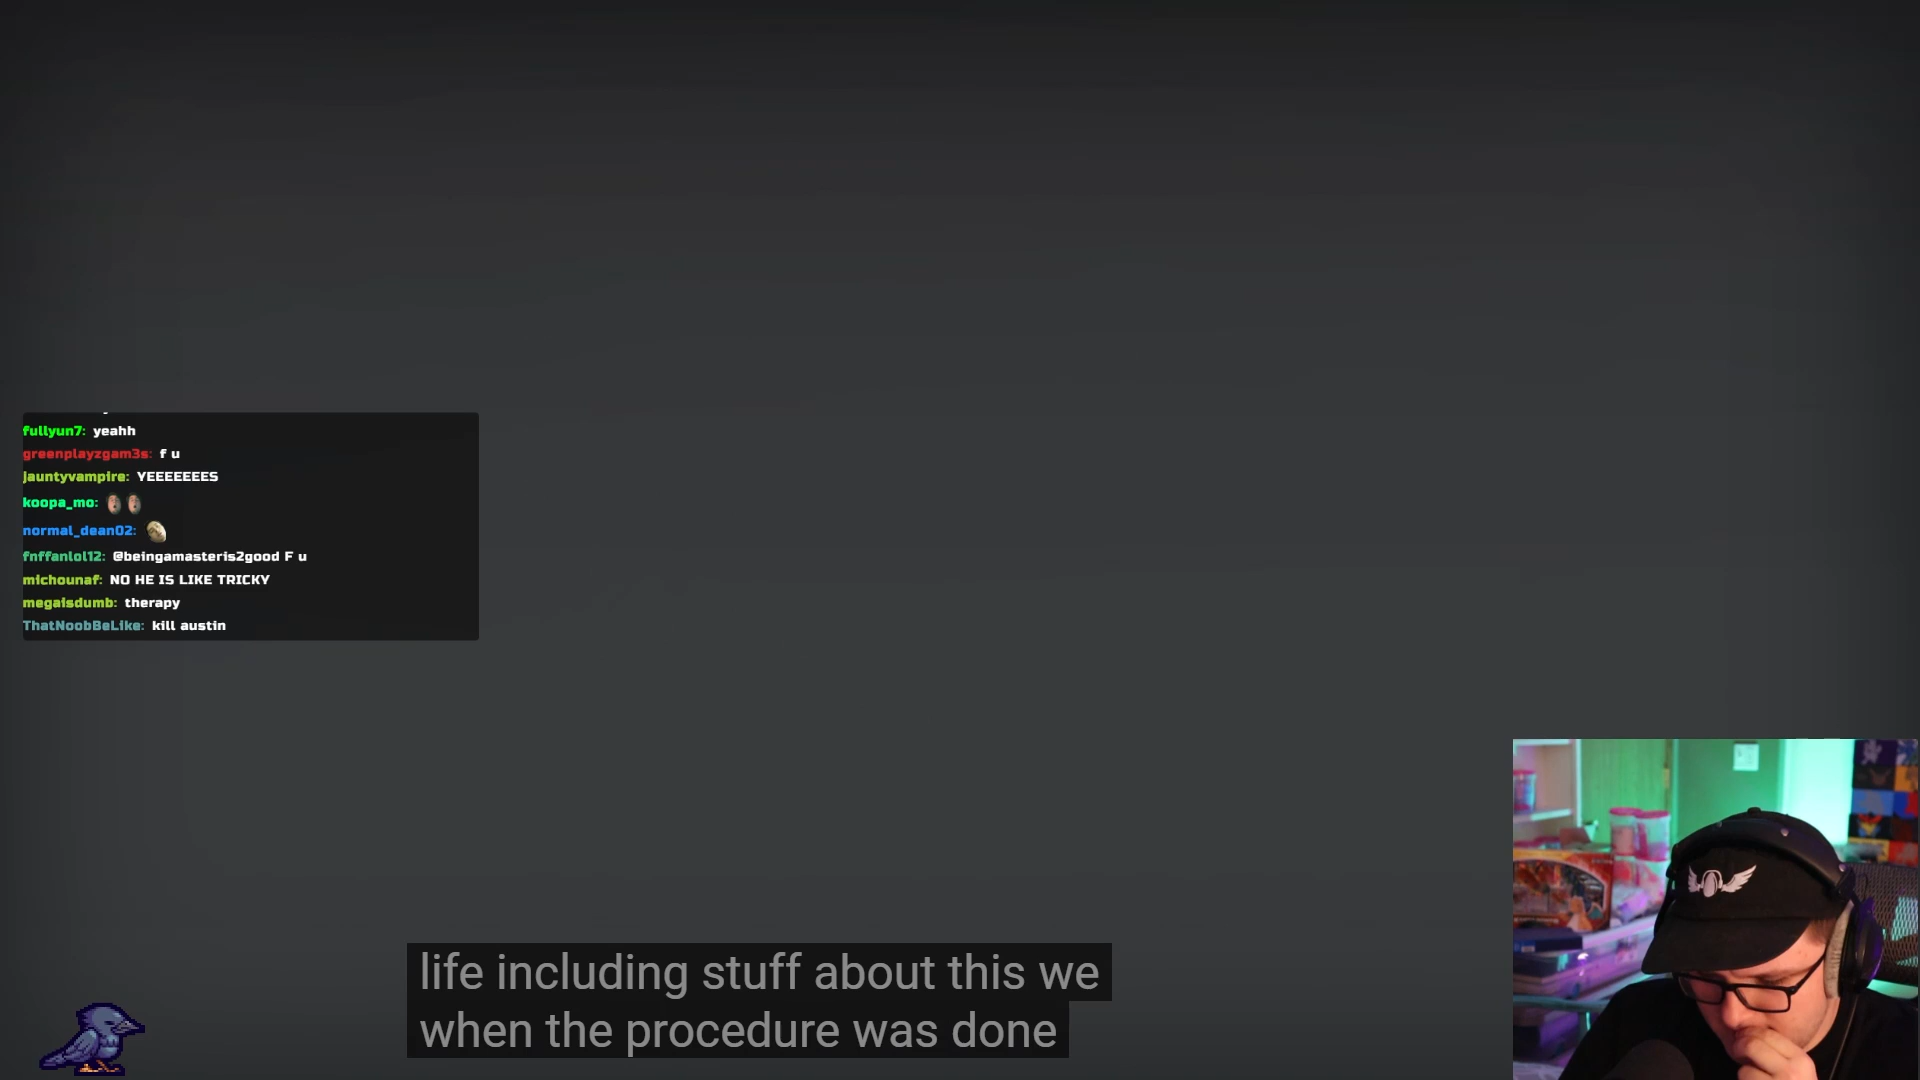 fullyun7: yeahh
greenplayzgam3s: f u
jauntyvampire: YEEEEEEES
koopa_mo:
normal_dean02:
fnffanlol12: @beingamasteris2good F u
michounaf: NO HE IS LIKE TRICKY
megaisdumb: therapy
ThatNoobBeLike: kill austin
life including stuff about this we
when the procedure was done